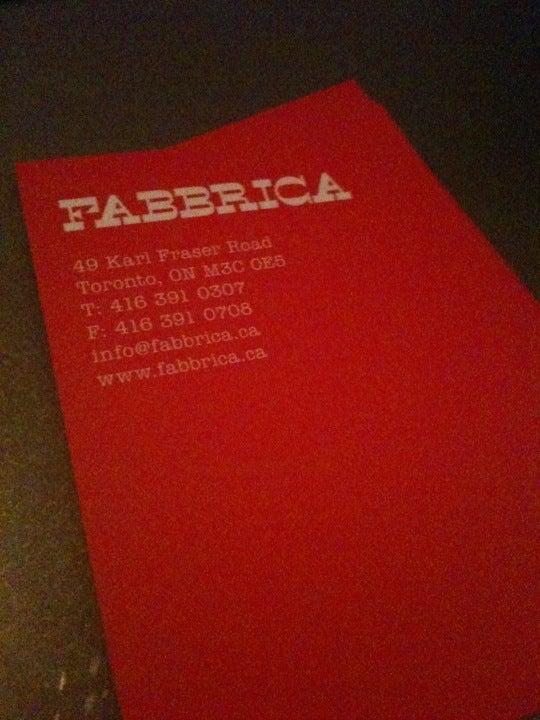 FABBRICA
49 Karl Fraser Road
Toronto, ON M3C 0E5
T: 416 391 0307
F: 416 391 0708
info@fabbrica.ca
www.fabbrica.ca